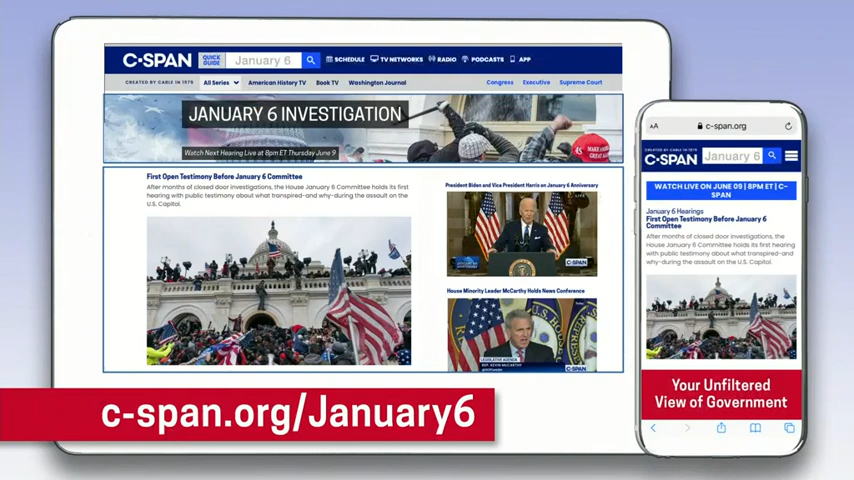 C-SPAN QUICK GUIDE January 6 SCHEDULE TV NETWORKS RADIO PODCASTS APP
CREATED BY CABLE IN 1979 All Series American History TV Book TV Washington Journal Congress Executive Supreme Court
JANUARY 6 INVESTIGATION
Watch Next Hearing Live at 8pm ET Thursday June 9
First Open Testimony Before January 6 Committee
After months of closed door investigations, the House January 6 Committee holds its first
hearing with public testimony about what transpired-and why-during the assault on the
U.S. Capitol.
President Biden and Vice President Harris on January 6 Anniversary
C-SPAN
House Minority Leader McCarthy Holds News Conference
LEGISLATIVE AGENDA
REP. KEVIN McCARTHY
C-SPAN
c-span.org/January6
AA c-span.org
CREATED BY CABLE IN 1979
C-SPAN January 6
WATCH LIVE ON JUNE 09 | 8PM ET | C-
SPAN
January 6 Hearings
First Open Testimony Before January 6
Committee
After months of closed door investigations, the
House January 6 Committee holds its first
hearing with public testimony about what
transpired-and why-during the assault on the
U.S. Capitol.
Your Unfiltered
View of Government